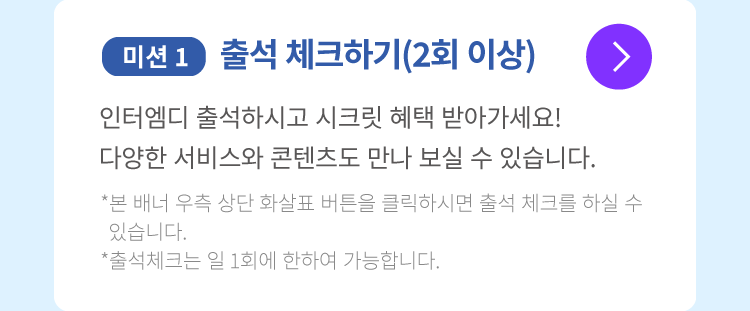 미션 1 출석 체크하기(2회 이상)
인터엠디 출석하시고 시크릿 혜택 받아가세요!
다양한 서비스와 콘텐츠도 만나 보실 수 있습니다.
*본 배너 우측 상단 화살표 버튼을 클릭하시면 출석 체크를 하실 수
있습니다.
*출석체크는 일 1회에 한하여 가능합니다.